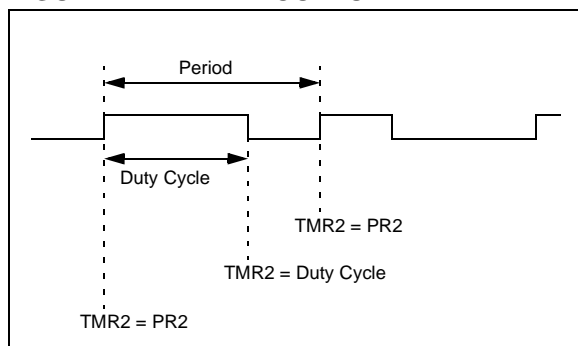 Period
Duty Cycle
TMR2 = PR2
TMR2 = Duty Cycle
TMR2 = PR2